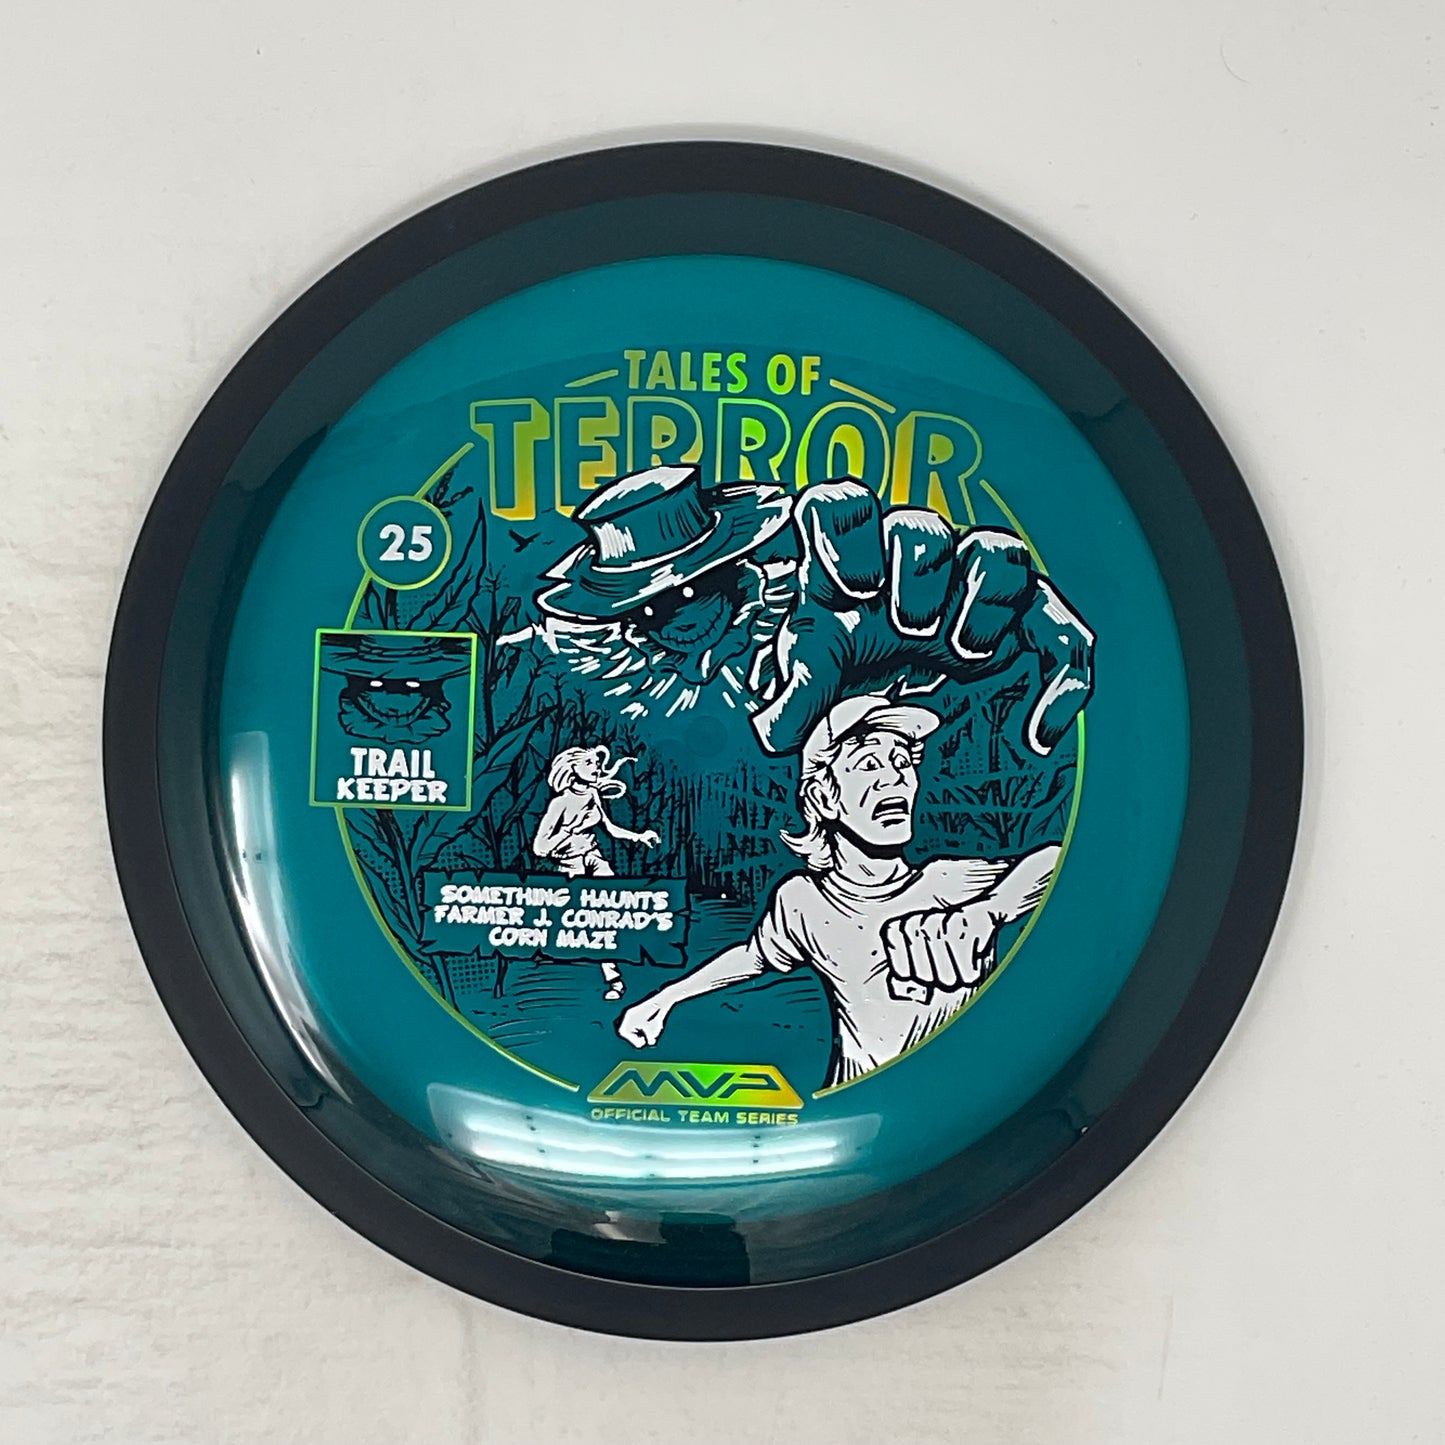 TALES OF
TERROR
25
TRAIL
KEEPER
SOMETHING HAUNTS
FARMER J. CONRAD'S
CORN MAZE
MVP
OFFICIAL TEAM SERIES